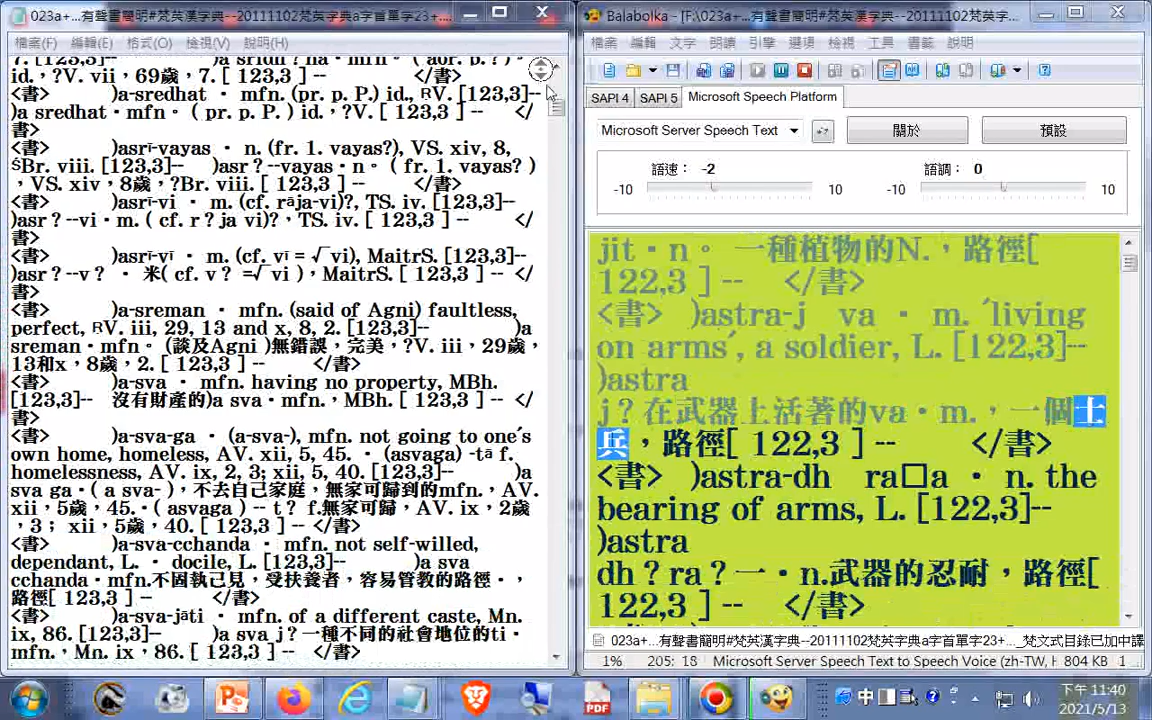 023a+...有聲書簡明#梵英漢字典--20111102梵英字典a字首單字23+...
檔案(F) 編輯(E) 格式(O) 檢視(V) 說明(H)
id., ?V. vii，69歲，7. [ 123,3 ] -- </書>
<書> )a-sredhat · mfn. (pr. p. P.) id., RV. [123,3]--
)a sredhat·mfn。 ( pr. p. P. ) id.，?V. [ 123,3 ] -- </
書>
<書> )asrī-vayas · n. (fr. 1. vayas?), VS. xiv, 8,
ŚBr. viii. [123,3]-- )asr ? --vayas·n。 ( fr. 1. vayas? )
，VS. xiv，8歲，?Br. viii. [ 123,3 ] -- </書>
<書> )asrī-vi · m. (cf. rāja-vi)?, TS. iv. [123,3]--
)asr ? --vi·m. ( cf. r ? ja vi)?，TS. iv. [ 123,3 ] -- </
書>
<書> )asrī-vī · m. (cf. vī = √vi), MaitrS. [123,3]--
)asr ? --v ? · 米( cf. v ? =√vi )，MaitrS. [ 123,3 ] --
</書>
<書> )a-sreman · mfn. (said of Agni) faultless,
perfect, RV. iii, 29, 13 and x, 8, 2. [123,3]-- )a
sreman·mfn。 (談及Agni )無錯誤，完美，?V. iii，29歲，
13和x，8歲，2. [ 123,3 ] -- </書>
<書> )a-sva · mfn. having no property, MBh.
[123,3]-- 沒有財產的)a sva·mfn.，MBh. [ 123,3 ] -- </
書>
<書> )a-sva-ga · (a-sva-), mfn. not going to one's
own home, homeless, AV. xii, 5, 45. · (asvaga) -tā f.
homelessness, AV. ix, 2, 3; xii, 5, 40. [123,3]-- )a
sva ga·( a sva- )，不去自己家庭，無家可歸到的mfn.，AV.
xii，5歲，45.·( asvaga ) -- t ? f.無家可歸，AV. ix，2歲
，3； xii，5歲，40. [ 123,3 ] -- </書>
<書> )a-sva-cchanda · mfn. not self-willed,
dependant, L. · docile, L. [123,3]-- )a sva
cchanda·mfn.不固執己見，受扶養者，容易管教的路徑·，
路徑[ 123,3 ] -- </書>
<書> )a-sva-jāti · mfn. of a different caste, Mn.
ix, 86. [123,3]-- )a sva j ? 一種不同的社會地位的ti·
mfn.，Mn. ix，86. [ 123,3 ] -- </書>
Balabolka - [F:\023a+...有聲書簡明#梵英漢字典--20111102梵英字...
檔案 編輯 文字 朗讀 引擎 選項 檢視 工具 書籤 說明
SAPI 4 SAPI 5 Microsoft Speech Platform
Microsoft Server Speech Text 關於 預設
語速： -2 語調： 0
-10 10 -10 10
jit·n。 一種植物的N.，路徑[
122,3 ] -- </書>
<書> )astra-j va · m. 'living
on arms', a soldier, L. [122,3]--
)astra
j ? 在武器上活著的va·m.，一個士
兵，路徑[ 122,3 ] -- </書>
<書> )astra-dh ra□a · n. the
bearing of arms, L. [122,3]--
)astra
dh ? ra ? 一·n.武器的忍耐，路徑[
122,3 ] -- </書>
023a+...有聲書簡明#梵英漢字典--20111102梵英字典a字首單字23+..._梵文式目錄已加中譯
1% 205: 18 Microsoft Server Speech Text to Speech Voice (zh-TW, H 804 KB 1
PDF 中
下午 11:40
2021/5/13